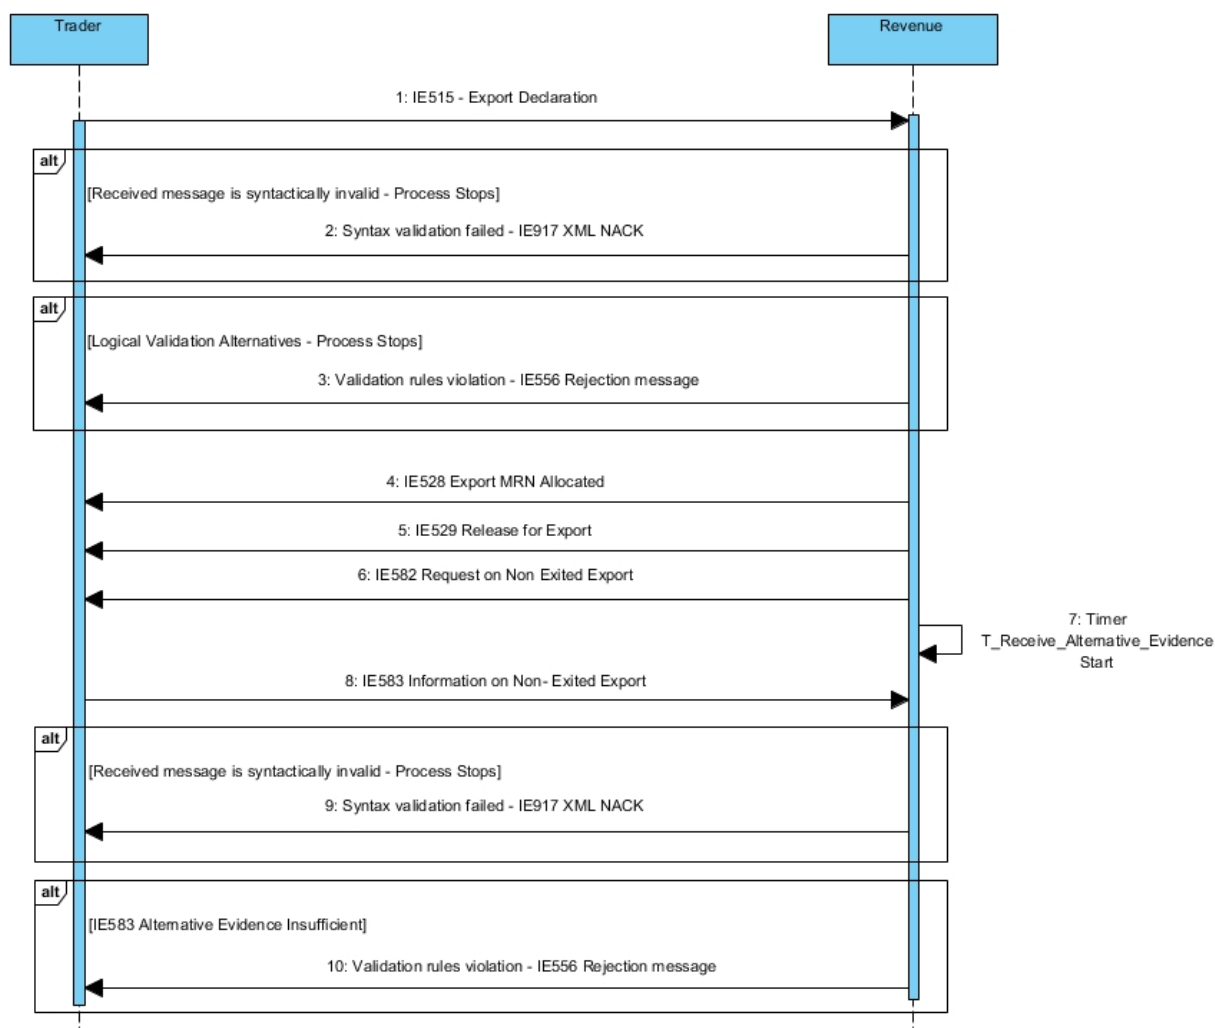 Trader
Revenue
1: IE515 - Export Declaration
alt
[Received message is syntactically invalid - Process Stops]
2: Syntax validation failed - IE917 XML NACK
alt
[Logical Validation Alternatives - Process Stops]
3: Validation rules violation - IE556 Rejection message
4: IE528 Export MRN Allocated
5: IE529 Release for Export
6: IE582 Request on Non Exited Export
7: Timer
T_Receive_Alternative_Evidence
Start
8: IE583 Information on Non- Exited Export
alt
[Received message is syntactically invalid - Process Stops]
9: Syntax validation failed - IE917 XML NACK
alt
[IE583 Alternative Evidence Insufficient]
10: Validation rules violation - IE556 Rejection message